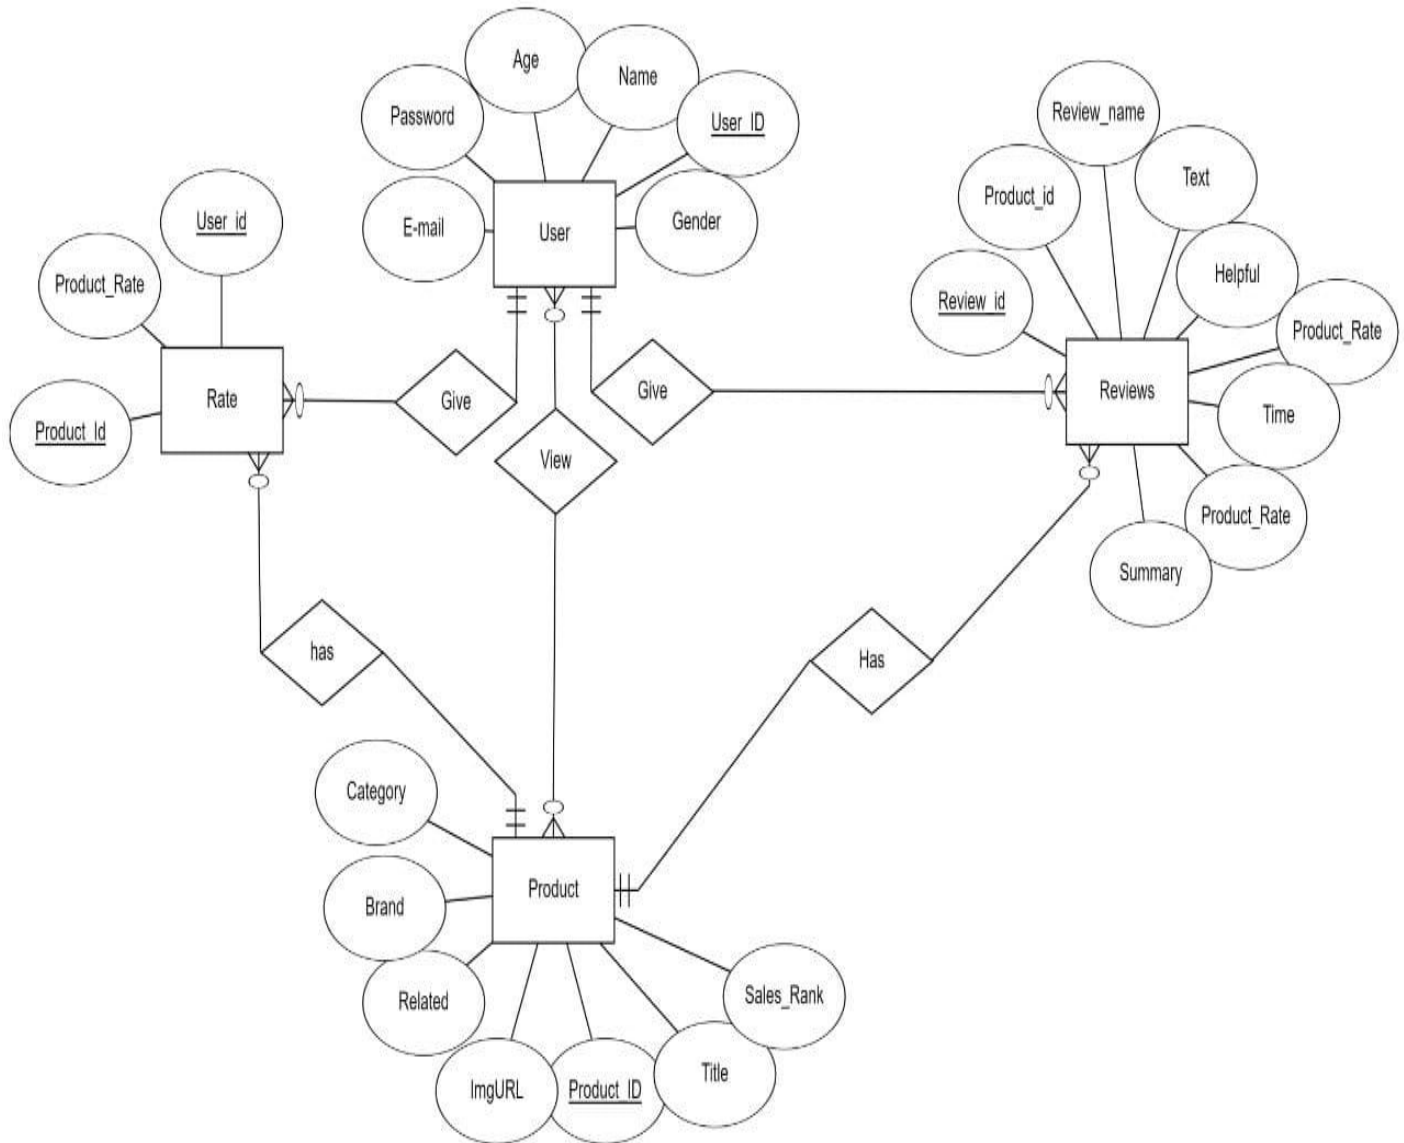 Age
Name
Password
User_ID
E-mail
User
Gender
Review_name
Product_id
Text
Review_id
Helpful
Product_Rate
Reviews
Time
Product_Rate
Summary
User_id
Product_Rate
Rate
Product_Id
Give
View
Give
has
Has
Category
Brand
Product
Related
Sales_Rank
ImgURL
Product_ID
Title